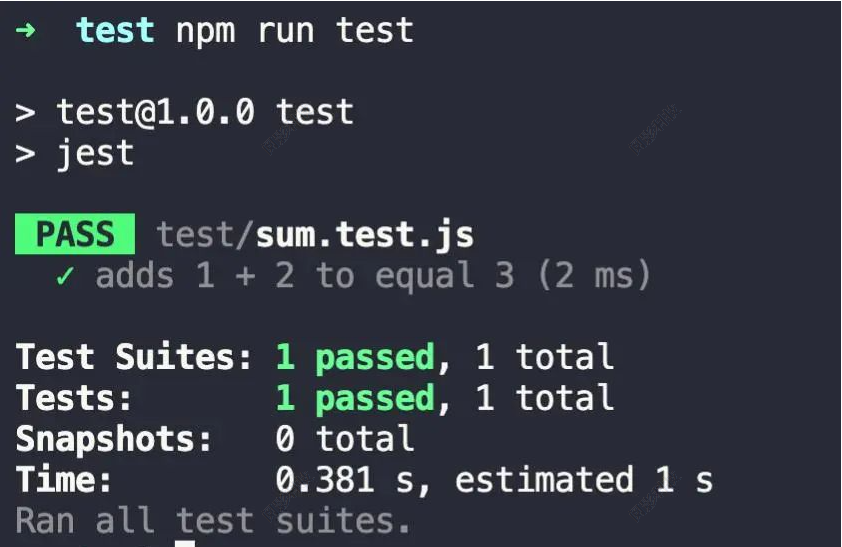 ➜  test npm run test

> test@1.0.0 test
> jest

PASS test/sum.test.js
  ✓ adds 1 + 2 to equal 3 (2 ms)

Test Suites: 1 passed, 1 total
Tests:       1 passed, 1 total
Snapshots:   0 total
Time:        0.381 s, estimated 1 s
Ran all test suites.